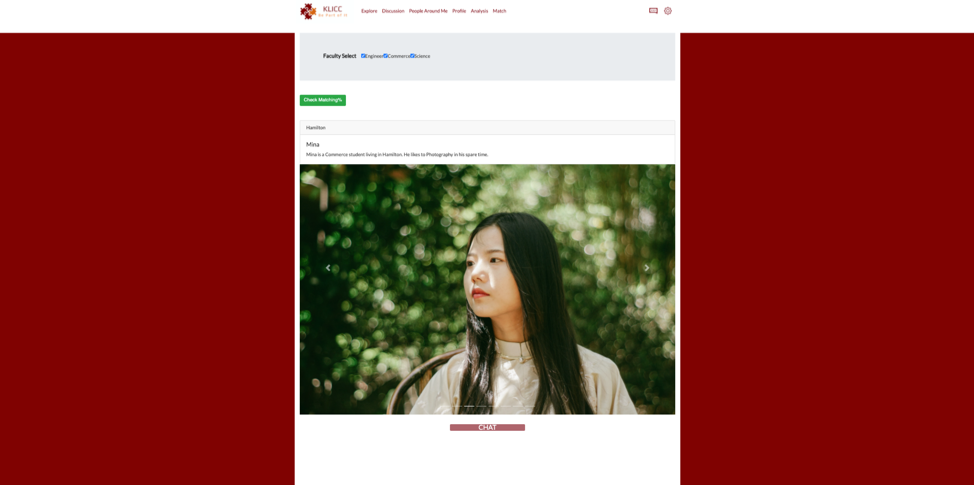 KLICC
Explore Discussion People Around Me Profile Analysis Match
Faculty Select Engineer Commerce Science
Check Matching%
Hamilton
Mina
Mina is a Commerce student living in Hamilton. He likes to Photography in his spare time.
CHAT